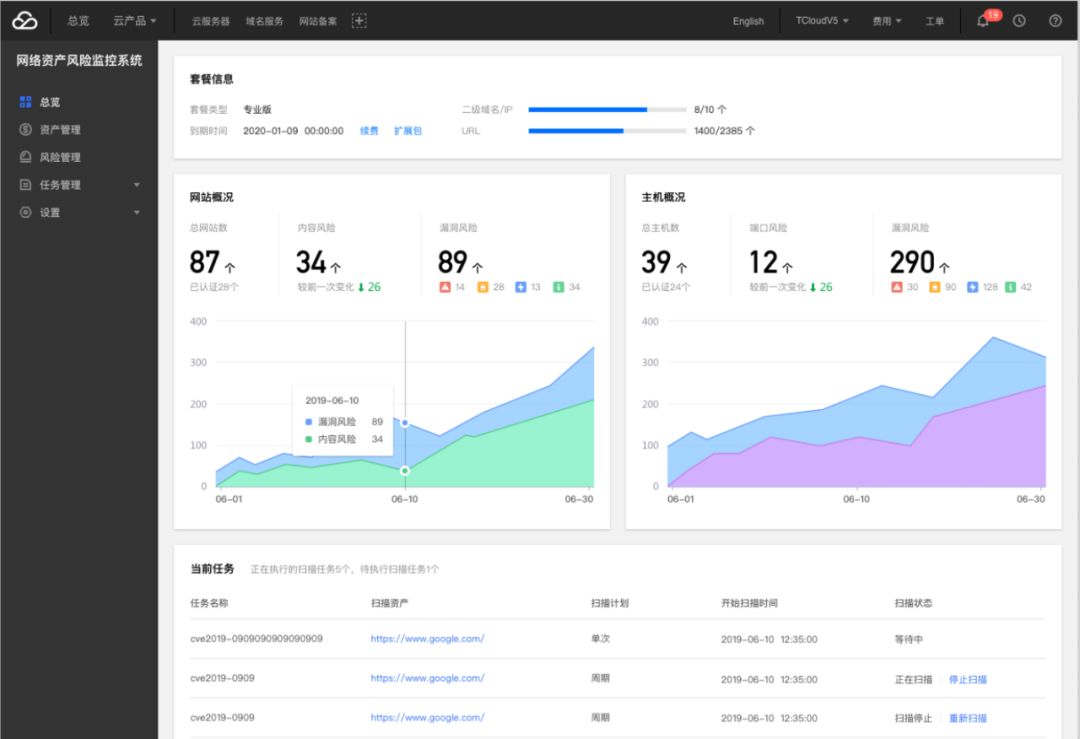 总览 云产品 云服务器 域名服务 网站备案 English TCloudV5 费用 工单 19
网络资产风险监控系统
总览
资产管理
风险管理
任务管理
设置
套餐信息
套餐类型 专业版 二级域名/IP 8/10 个
到期时间 2020-01-09 00:00:00 续费 扩展包 URL 1400/2385 个
网站概况
总网站数 内容风险 漏洞风险
87 个 34 个 89 个
已认证28个 较前一次变化 26 14 28 13 34
400
300
200
100
0
2019-06-10
漏洞风险 89
内容风险 34
06-01 06-10 06-30
主机概况
总主机数 端口风险 漏洞风险
39 个 12 个 290 个
已认证24个 较前一次变化 26 30 90 128 42
400
300
200
100
0
06-01 06-10 06-30
当前任务 正在执行的扫描任务5个，待执行扫描任务1个
任务名称 扫描资产 扫描计划 开始扫描时间 扫描状态
cve2019-0909090909090909 https://www.google.com/ 单次 2019-06-10 12:35:00 等待中
cve2019-0909 https://www.google.com/ 周期 2019-06-10 12:35:00 正在扫描 停止扫描
cve2019-0909 https://www.google.com/ 周期 2019-06-10 12:35:00 扫描停止 重新扫描